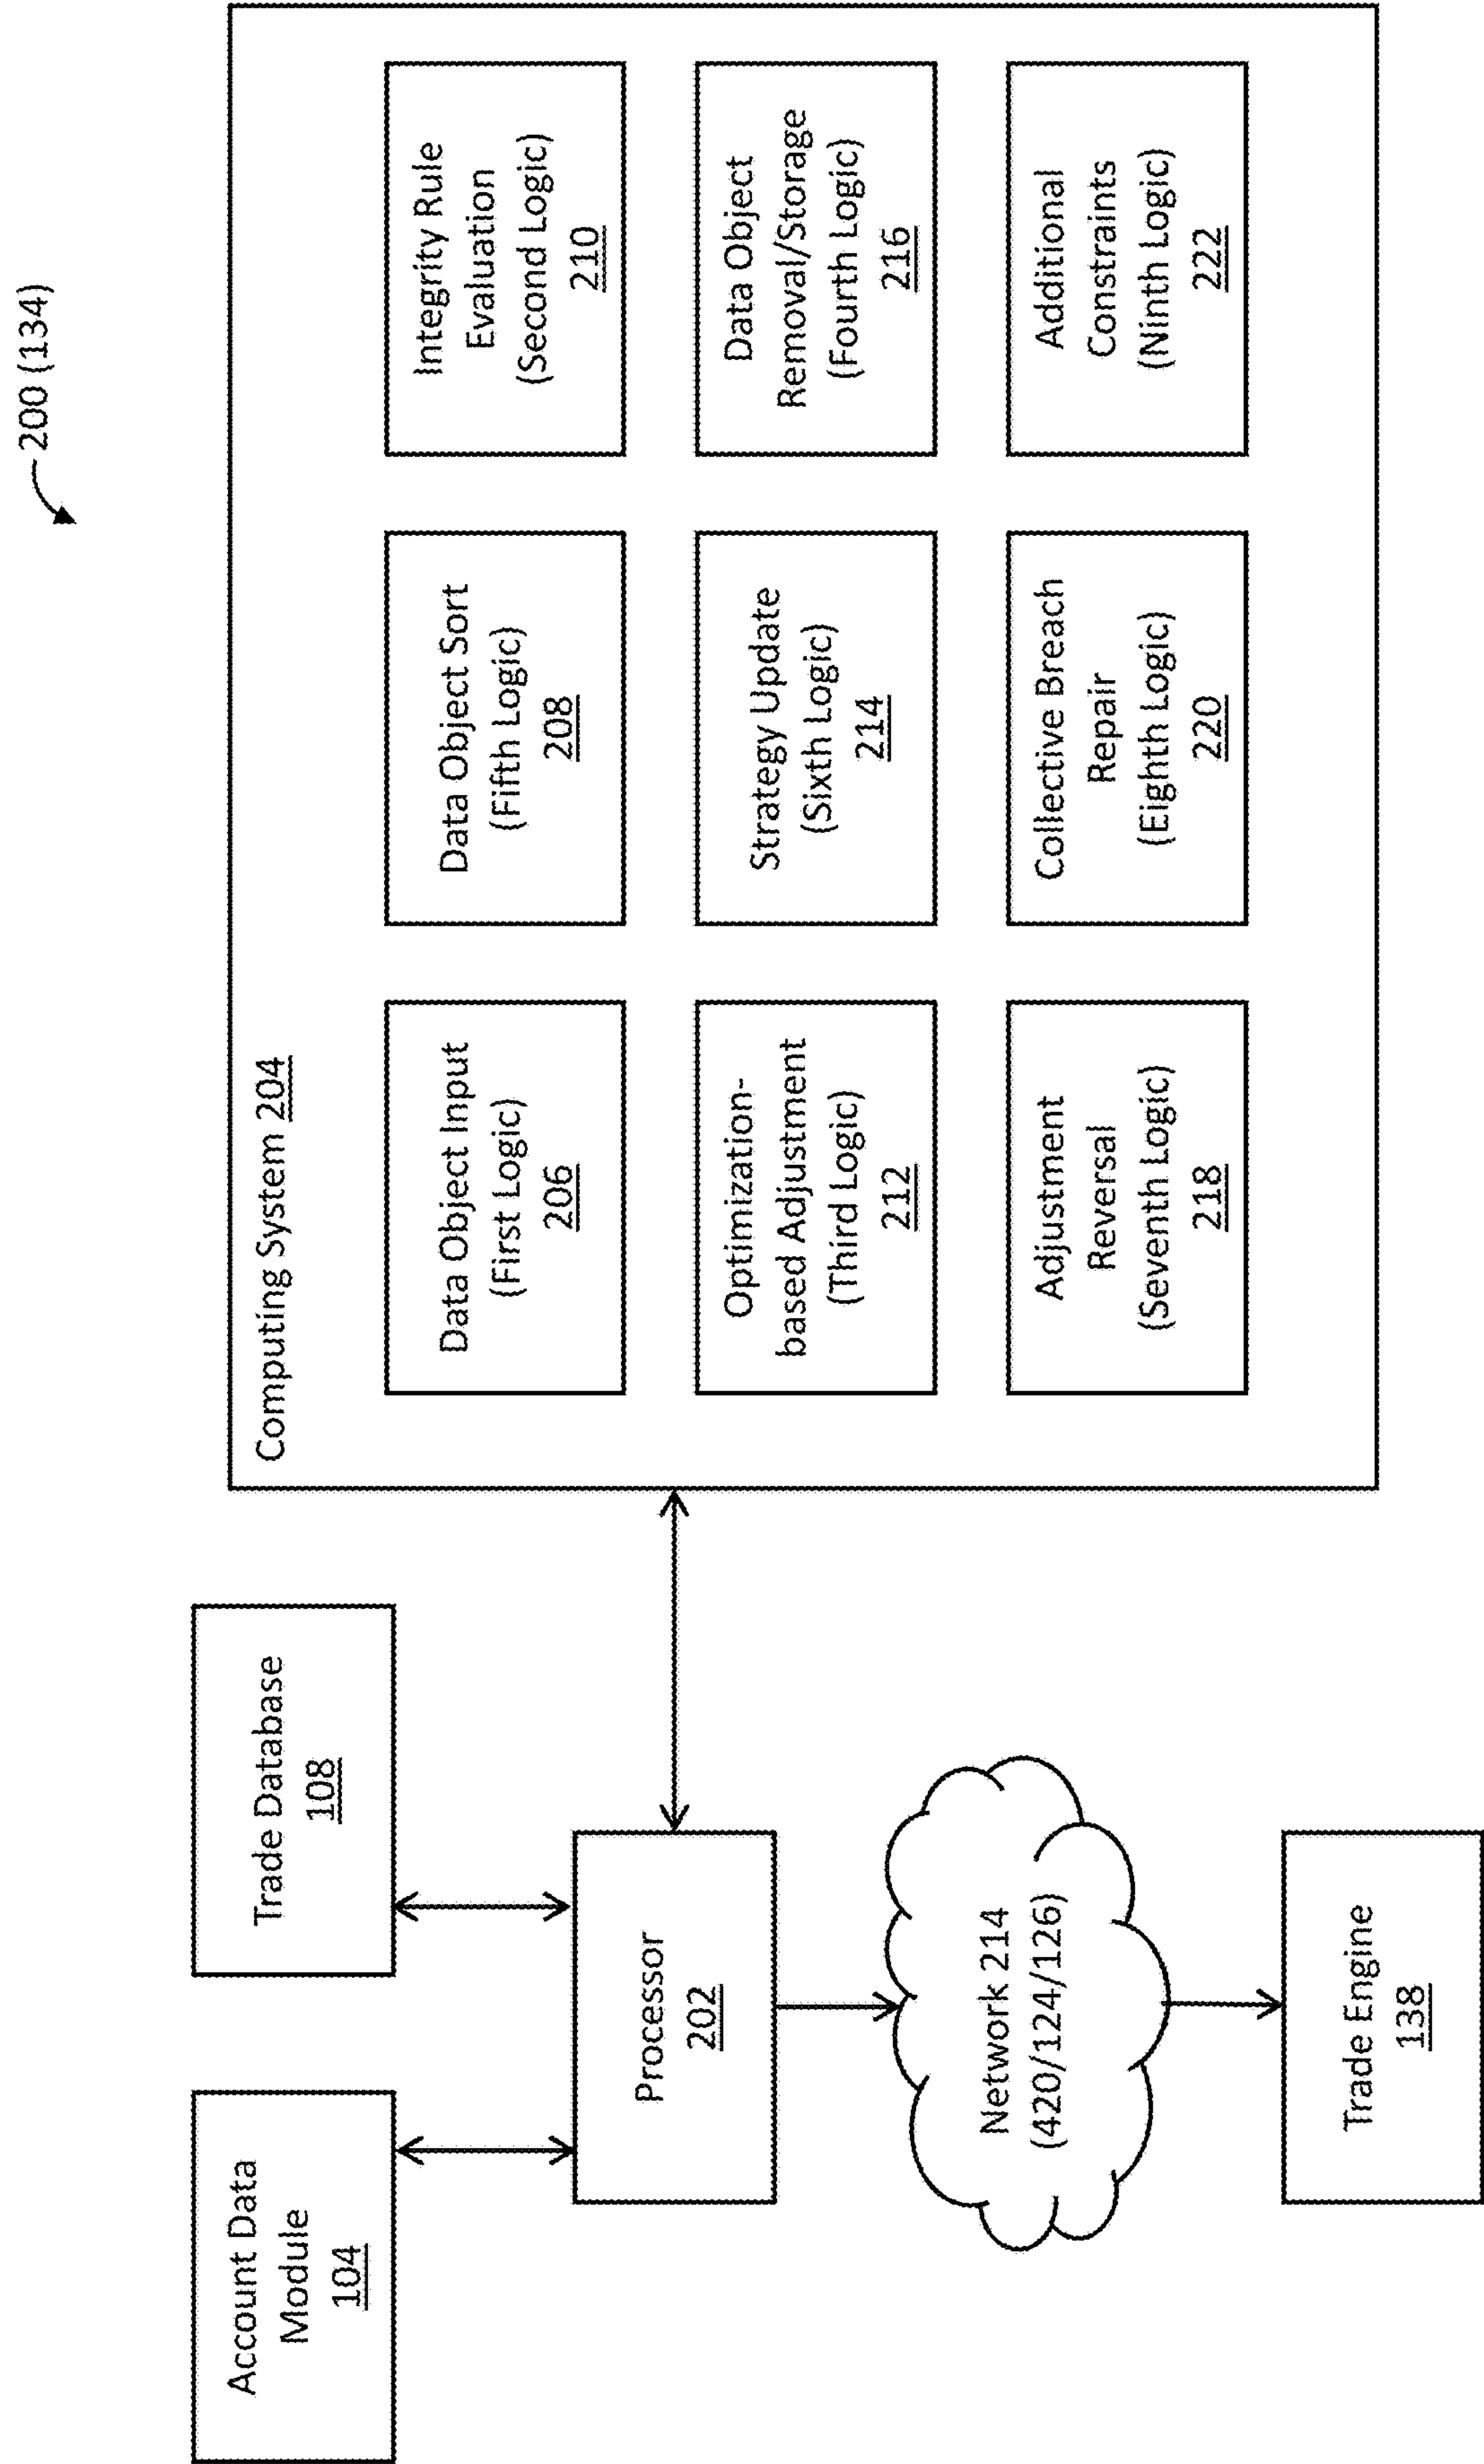 200 (134)
Account Data
Module
104
Trade Database
108
Processor
202
Network 214
(420/124/126)
Trade Engine
138
Computing System 204
Data Object Input
(First Logic)
206
Data Object Sort
(Fifth Logic)
208
Integrity Rule
Evaluation
(Second Logic)
210
Optimization-
based Adjustment
(Third Logic)
212
Strategy Update
(Sixth Logic)
214
Data Object
Removal/Storage
(Fourth Logic)
216
Adjustment
Reversal
(Seventh Logic)
218
Collective Breach
Repair
(Eighth Logic)
220
Additional
Constraints
(Ninth Logic)
222